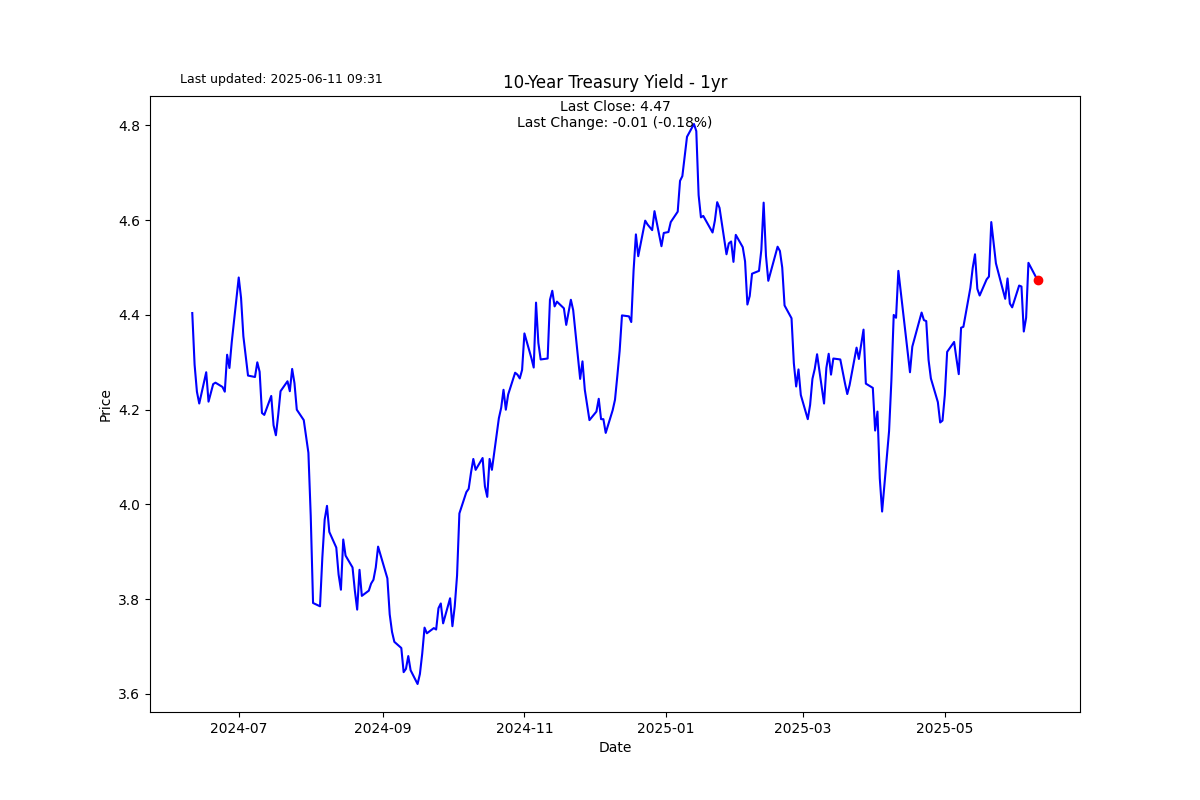 Last updated: 2025-06-11 09:31
10-Year Treasury Yield - 1yr
Last Close: 4.47
Last Change: -0.01 (-0.18%)
4.8
4.6
4.4
4.2
4.0
3.8
3.6
Price
2024-07
2024-09
2024-11
2025-01
2025-03
2025-05
Date